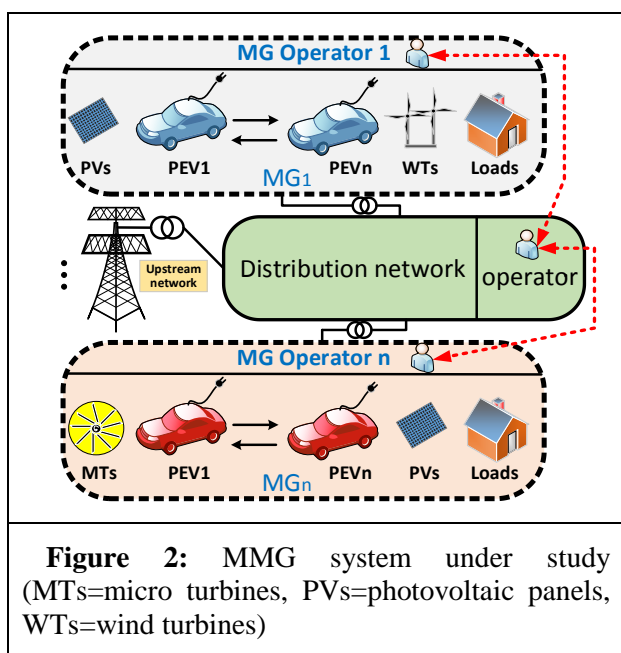 MG Operator 1
PVs PEV1 PEVn WTs Loads
MG1
Upstream
network
Distribution network
operator
MG Operator n
MTs PEV1 PEVn PVs Loads
MGn
Figure 2: MMG system under study
(MTs=micro turbines, PVs=photovoltaic panels,
WTs=wind turbines)